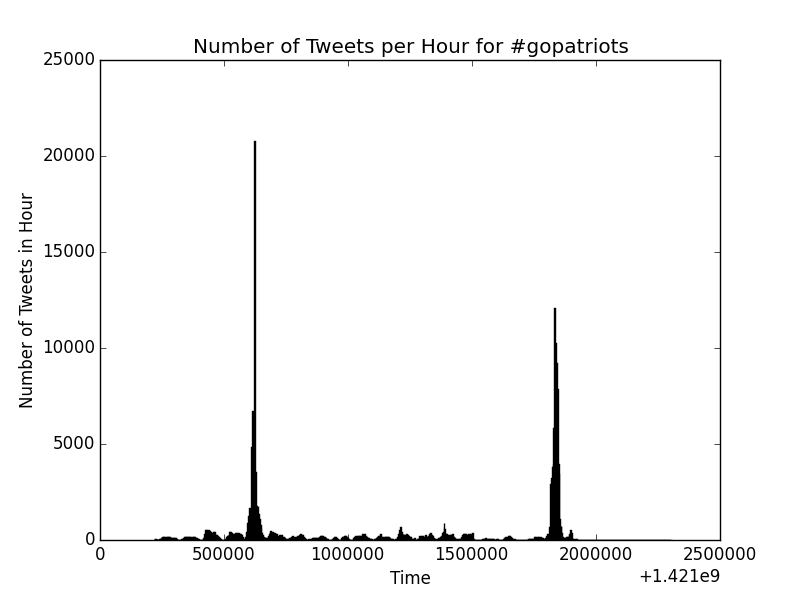 Number of Tweets per Hour for #gopatriots
25000
20000
15000
10000
5000
0
Number of Tweets in Hour
0 500000 1000000 1500000 2000000 2500000
Time
+1.421e9